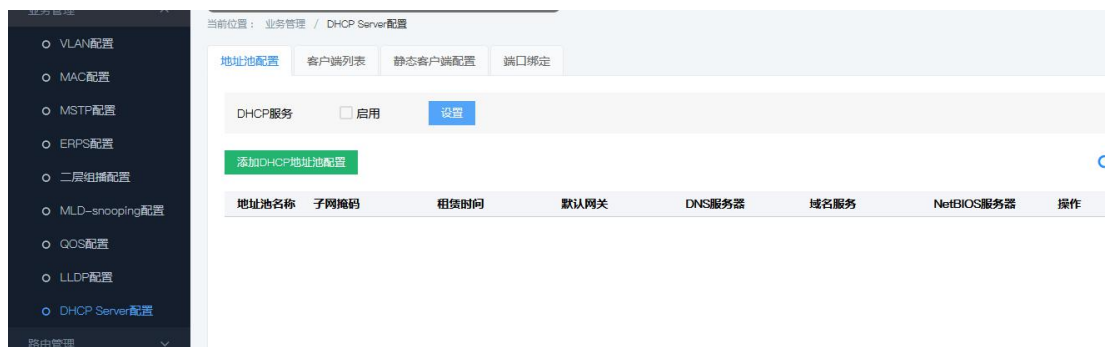 业务管理
VLAN配置
MAC配置
MSTP配置
ERPS配置
二层组播配置
MLD-snooping配置
QOS配置
LLDP配置
DHCP Server配置
路由管理
当前位置： 业务管理 / DHCP Server配置
地址池配置 客户端列表 静态客户端配置 端口绑定
DHCP服务 启用 设置
添加DHCP地址池配置
地址池名称 子网掩码 租赁时间 默认网关 DNS服务器 域名服务 NetBIOS服务器 操作